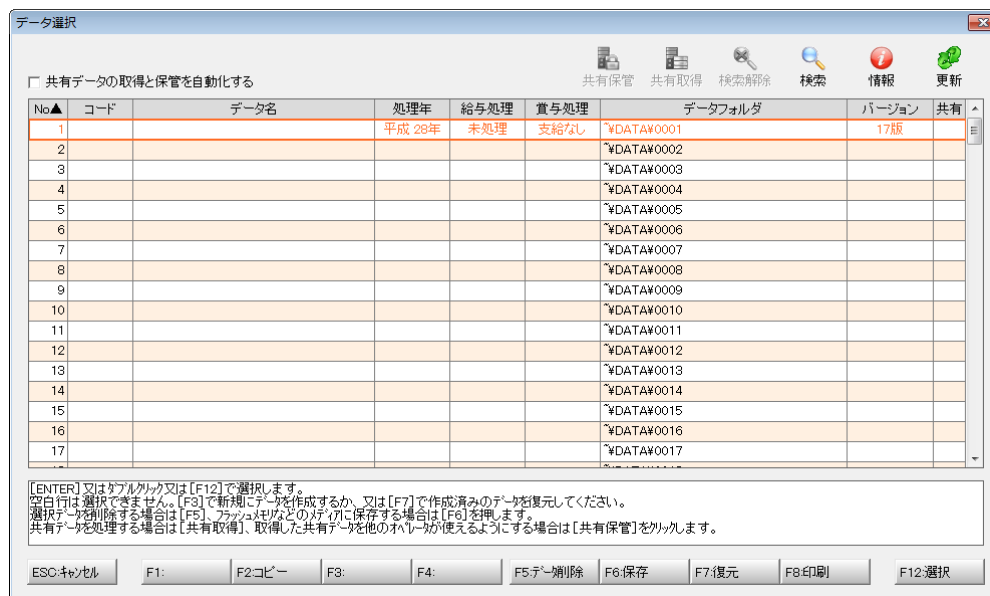 データ選択
共有データの取得と保管を自動化する
共有保管 共有取得 検索解除 検索 情報 更新
No▲ コード データ名 処理年 給与処理 賞与処理 データフォルダ バージョン 共有
1 平成 28年 未処理 支給なし ~¥DATA¥0001 17版
2 ~¥DATA¥0002
3 ~¥DATA¥0003
4 ~¥DATA¥0004
5 ~¥DATA¥0005
6 ~¥DATA¥0006
7 ~¥DATA¥0007
8 ~¥DATA¥0008
9 ~¥DATA¥0009
10 ~¥DATA¥0010
11 ~¥DATA¥0011
12 ~¥DATA¥0012
13 ~¥DATA¥0013
14 ~¥DATA¥0014
15 ~¥DATA¥0015
16 ~¥DATA¥0016
17 ~¥DATA¥0017
[ENTER]又はダブルクリック又は[F12]で選択します。
空白行は選択できません。[F3]で新規にデータを作成するか、又は[F7]で作成済みのデータを復元してください。
選択データを削除する場合は[F5]、フラッシュメモリなどのメディアに保存する場合は[F6]を押します。
共有データを処理する場合は[共有取得]、取得した共有データを他のオペレータが使えるようにする場合は[共有保管]をクリックします。
ESC:キャンセル F1: F2:コピー F3: F4: F5:データ削除 F6:保存 F7:復元 F8:印刷 F12:選択